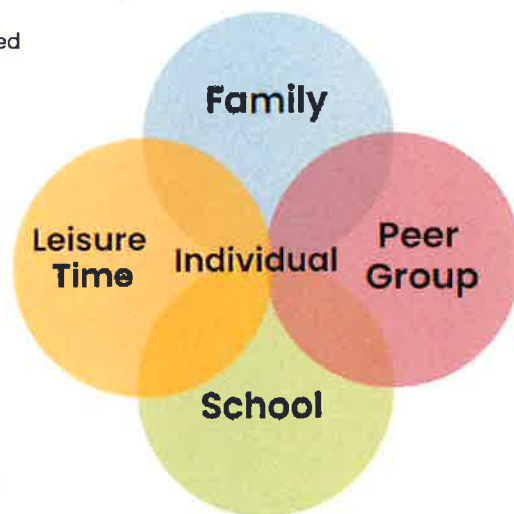 ed
Family
Leisure
Time
Individual
Peer
Group
School